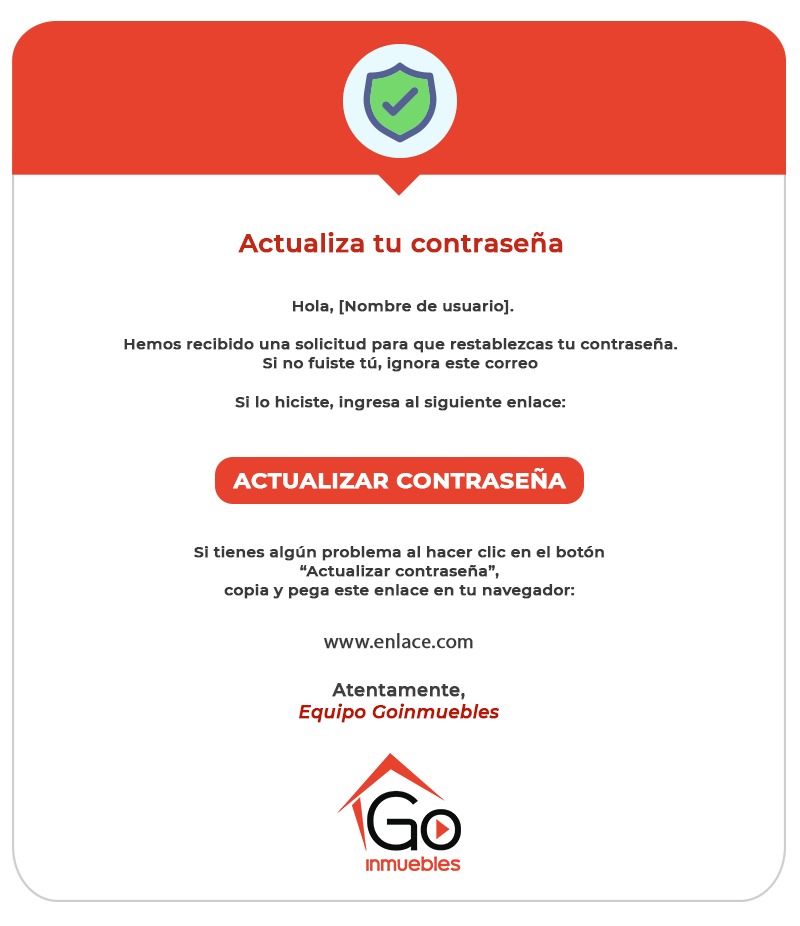 Actualiza tu contraseña
Hola, [Nombre de usuario].
Hemos recibido una solicitud para que restablezcas tu contraseña.
Si no fuiste tú, ignora este correo
Si lo hiciste, ingresa al siguiente enlace:
ACTUALIZAR CONTRASEÑA
Si tienes algún problema al hacer clic en el botón
“Actualizar contraseña”,
copia y pega este enlace en tu navegador:
www.enlace.com
Atentamente,
Equipo Goinmuebles
Go
inmuebles